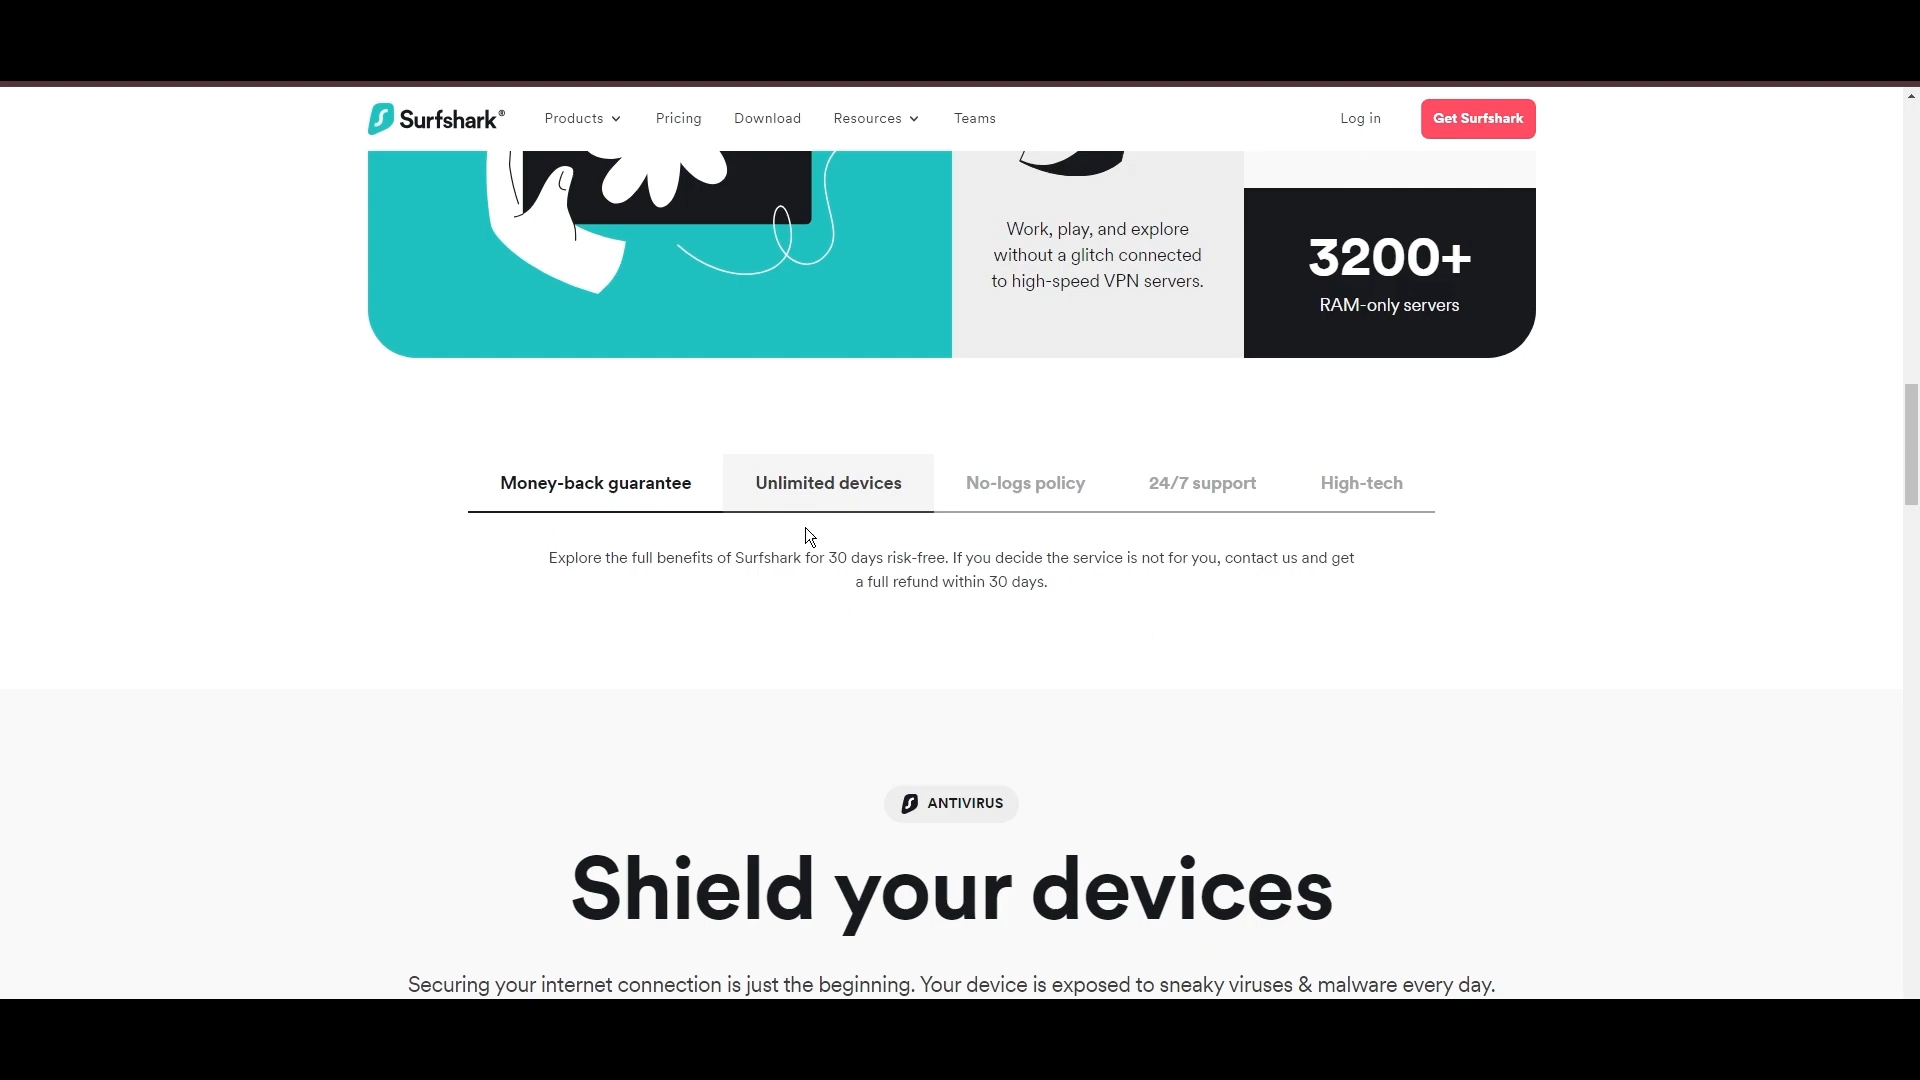 Surfshark®
Products
Pricing
Download
Resources
Teams
Log in
Get Surfshark
Work, play, and explore
without a glitch connected
to high-speed VPN servers.
3200+
RAM-only servers
Money-back guarantee
Unlimited devices
No-logs policy
24/7 support
High-tech
Explore the full benefits of Surfshark for 30 days risk-free. If you decide the service is not for you, contact us and get
a full refund within 30 days.
ANTIVIRUS
Shield your devices
Securing your internet connection is just the beginning. Your device is exposed to sneaky viruses & malware every day.